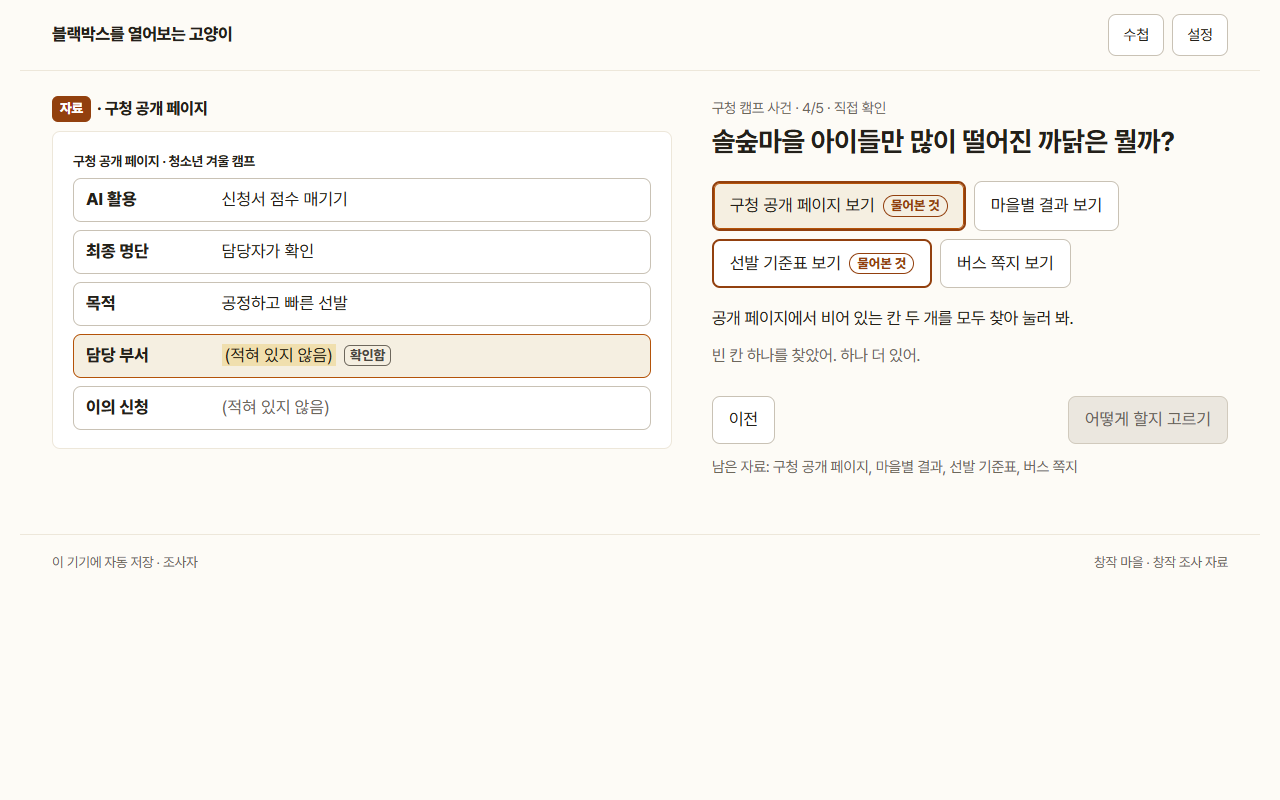 블랙박스를 열어보는 고양이
수첩
설정
자료 · 구청 공개 페이지
구청 공개 페이지 · 청소년 겨울 캠프
AI 활용 신청서 점수 매기기
최종 명단 담당자가 확인
목적 공정하고 빠른 선발
담당 부서 (적혀 있지 않음) 확인함
이의 신청 (적혀 있지 않음)
구청 캠프 사건 · 4/5 · 직접 확인
솔숲마을 아이들만 많이 떨어진 까닭은 뭘까?
구청 공개 페이지 보기 물어본 것
마을별 결과 보기
선발 기준표 보기 물어본 것
버스 쪽지 보기
공개 페이지에서 비어 있는 칸 두 개를 모두 찾아 눌러 봐.
빈 칸 하나를 찾았어. 하나 더 있어.
이전
어떻게 할지 고르기
남은 자료: 구청 공개 페이지, 마을별 결과, 선발 기준표, 버스 쪽지
이 기기에 자동 저장 · 조사자
창작 마을 · 창작 조사 자료